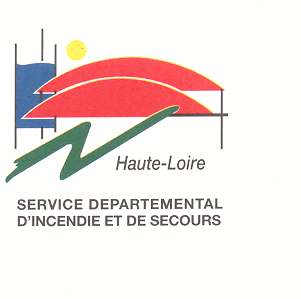 Haute-Loire
SERVICE DEPARTEMENTAL
D'INCENDIE ET DE SECOURS